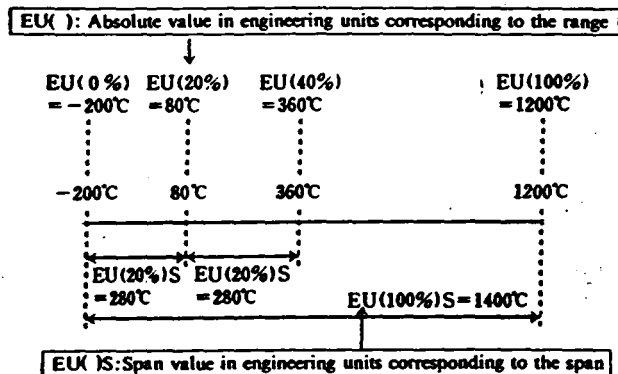 EU( ): Absolute value in engineering units corresponding to the range
EU(0%) EU(20%) EU(40%) EU(100%)
=-200℃ =80℃ =360℃ =1200℃
-200℃ 80℃ 360℃ 1200℃
EU(20%)S EU(20%)S
=280℃ =280℃ EU(100%)S=1400℃
EU( )S:Span value in engineering units corresponding to the span